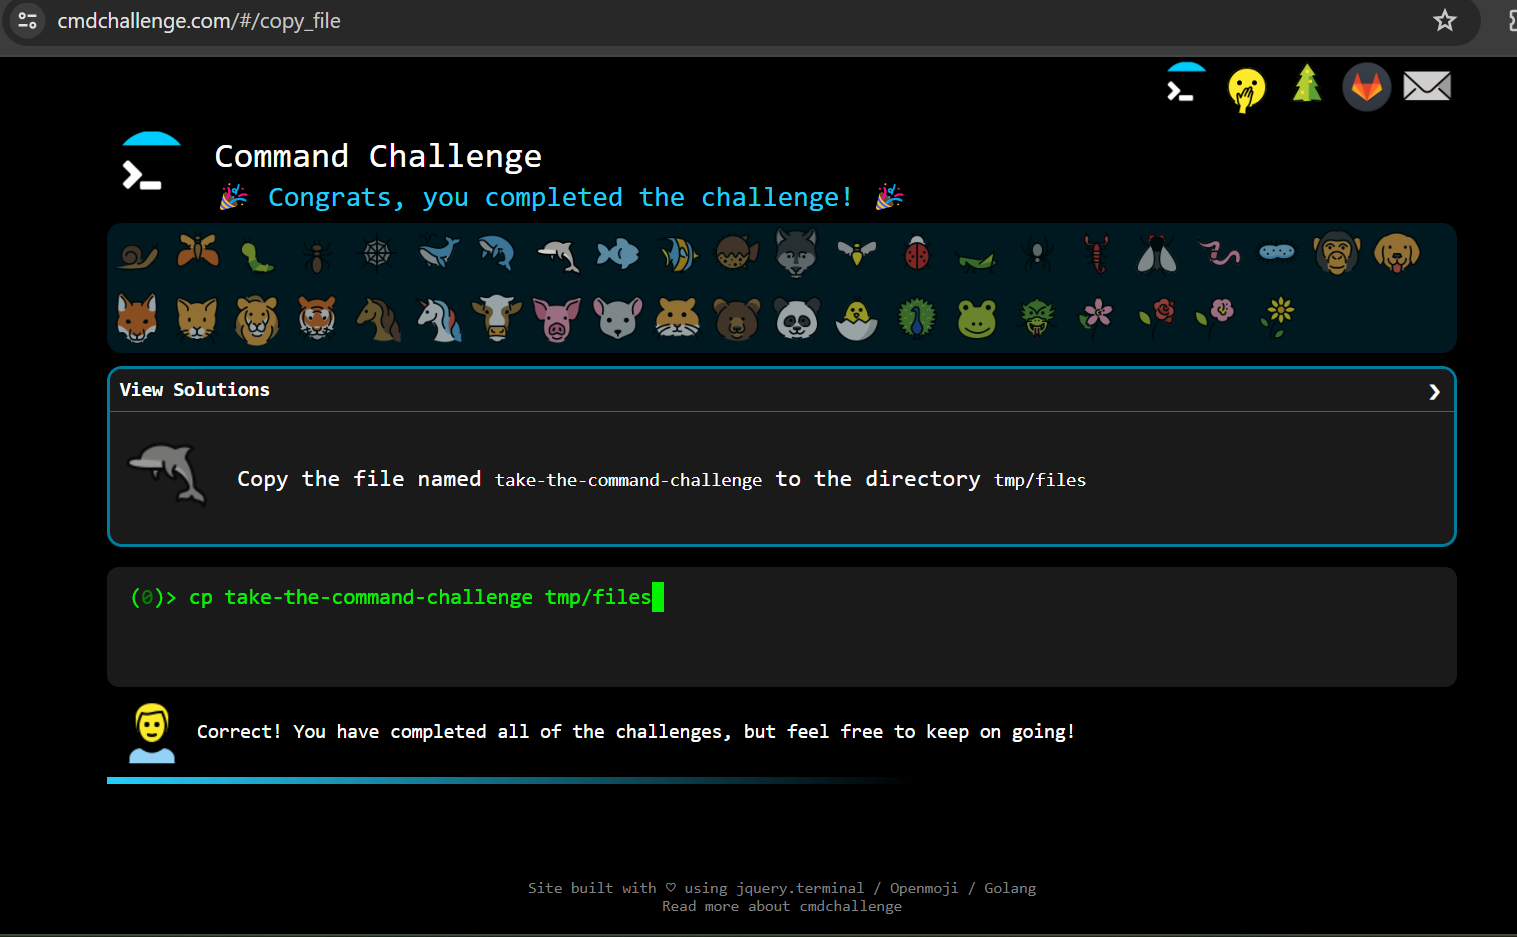 cmdchallenge.com/#/copy_file
Command Challenge
🎉 Congrats, you completed the challenge! 🎉
View Solutions ❯
Copy the file named take-the-command-challenge to the directory tmp/files
(0)> cp take-the-command-challenge tmp/files
Correct! You have completed all of the challenges, but feel free to keep on going!
Site built with ♡ using jquery.terminal / Openmoji / Golang
Read more about cmdchallenge